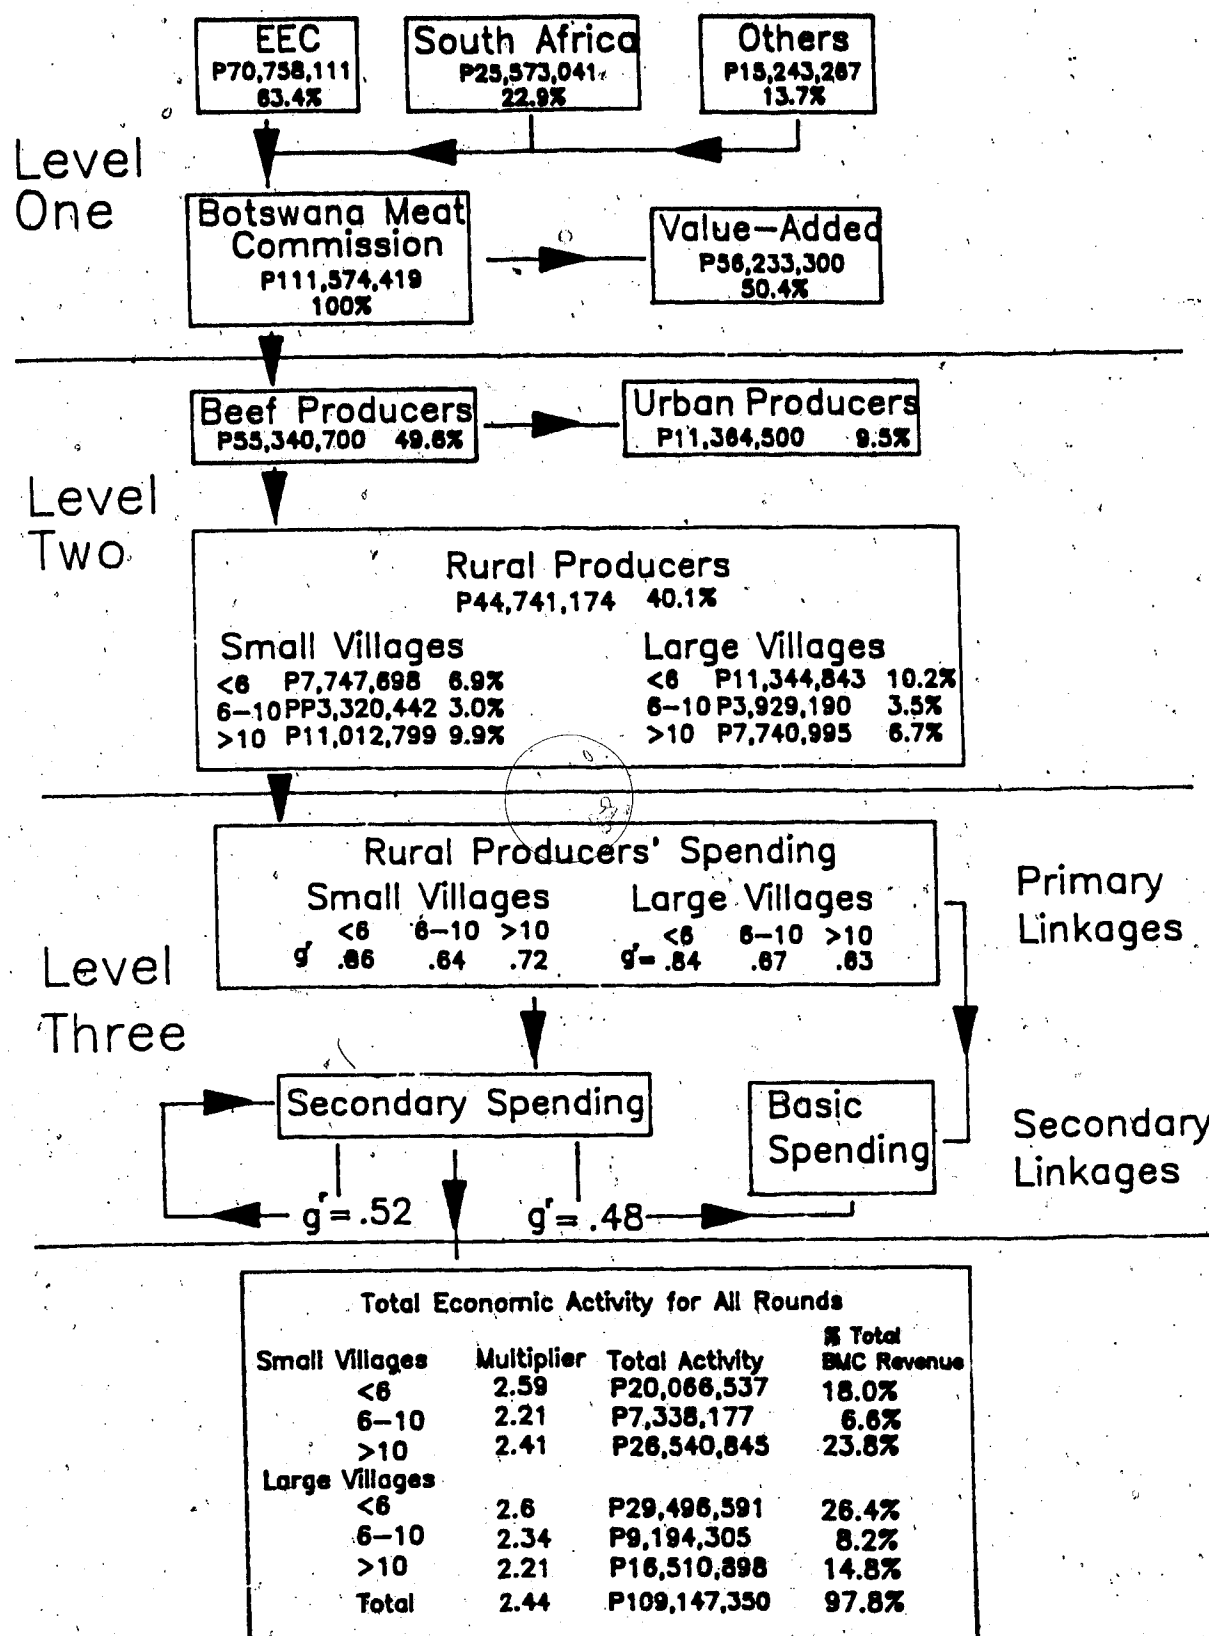 EEC
P70,758,111
63.4%
South Africa
P25,573,041
22.9%
Others
P15,243,267
13.7%
Level
One
Botswana Meat
Commission
P111,574,419
100%
Value-Added
P56,233,300
50.4%
Level
Two
Beef Producers
P55,340,700 49.6%
Urban Producers
P11,364,500 9.5%
Rural Producers
P44,741,174 40.1%
Small Villages
<6 P7,747,698 6.9%
6-10PP3,320,442 3.0%
>10 P11,012,799 9.9%
Large Villages
<6 P11,344,843 10.2%
6-10 P3,929,190 3.5%
>10 P7,740,995 6.7%
Level
Three
Rural Producers' Spending
Small Villages
<6 6-10 >10
g' .66 .64 .72
Large Villages
<6 6-10 >10
g'= .84 .67 .63
Primary
Linkages
Secondary Spending
Basic
Spending
Secondary
Linkages
g'=.52
g'=.48
Total Economic Activity for All Rounds
Small Villages Multiplier Total Activity % Total BMC Revenue
<6 2.59 P20,066,537 18.0%
6-10 2.21 P7,338,177 6.6%
>10 2.41 P26,540,845 23.8%
Large Villages
<6 2.6 P29,496,591 26.4%
6-10 2.34 P9,194,305 8.2%
>10 2.21 P16,510,898 14.8%
Total 2.44 P109,147,350 97.8%